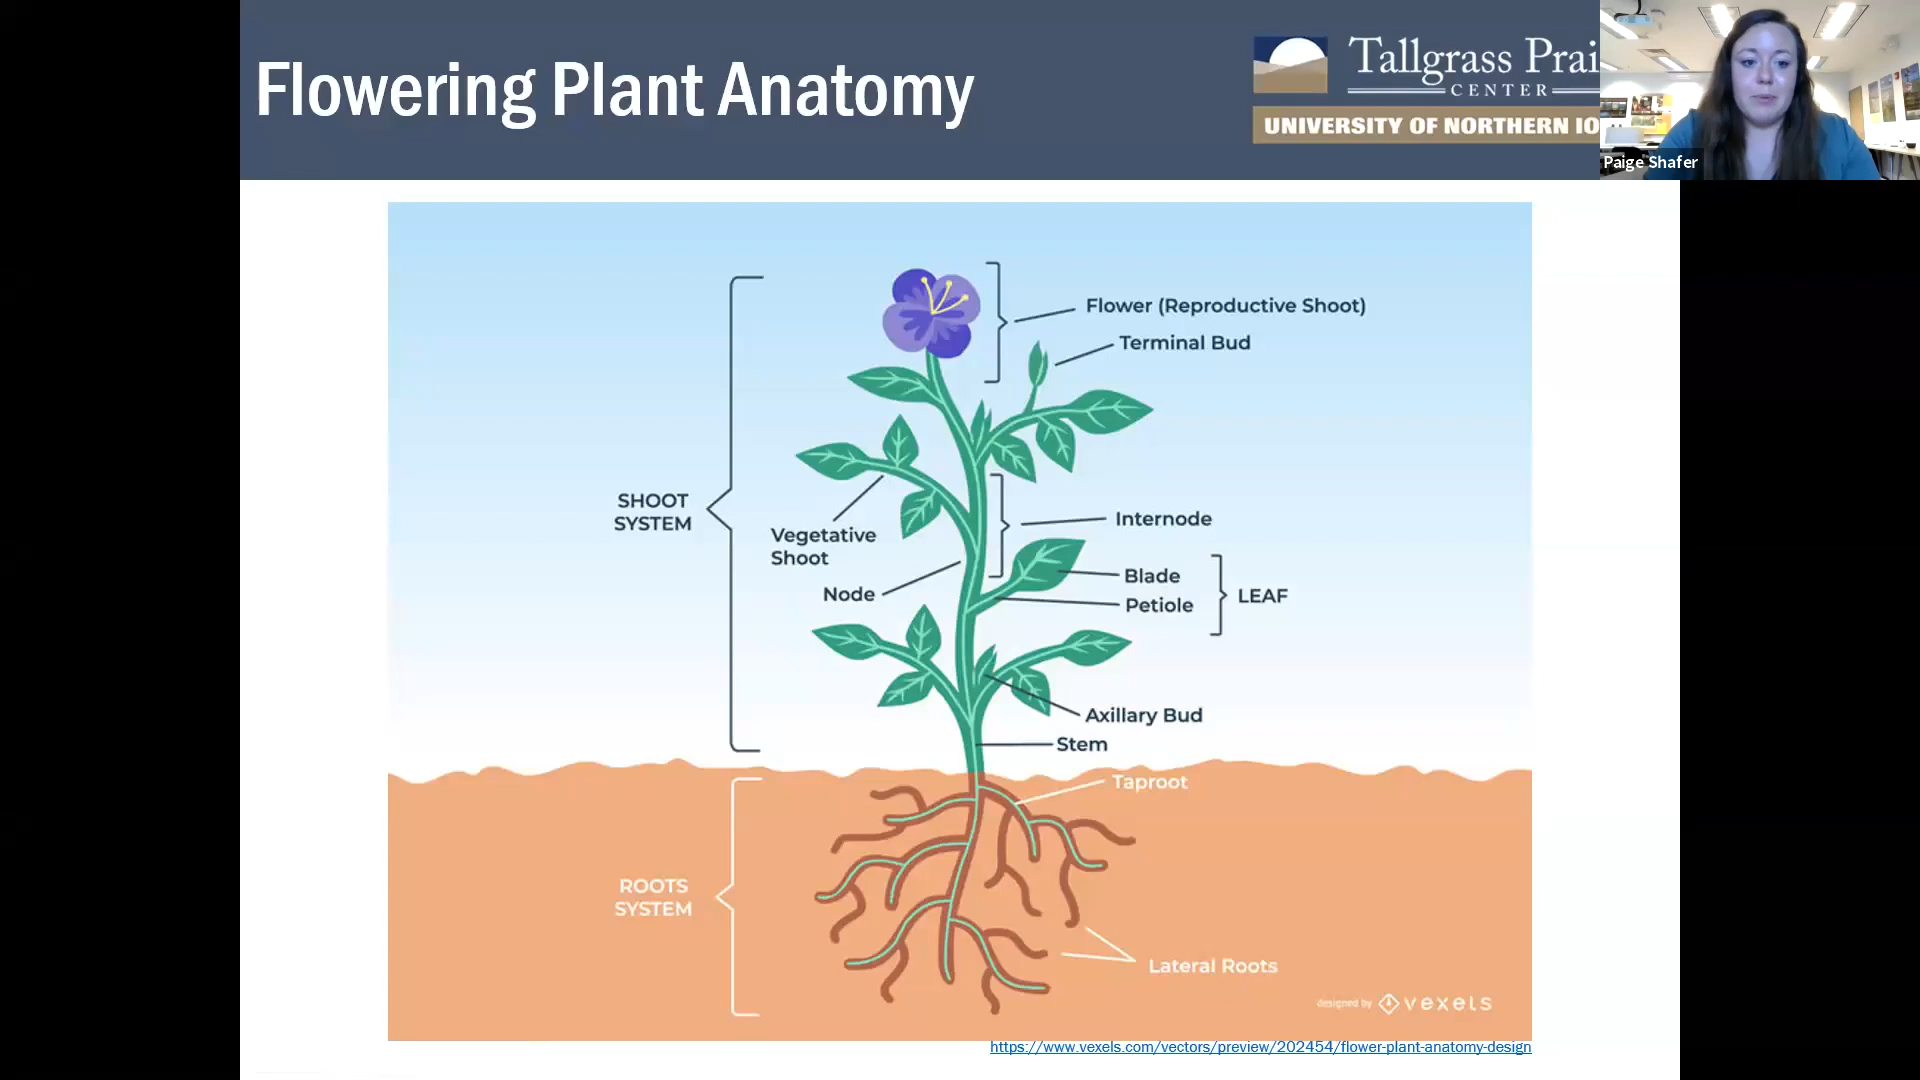 Flowering Plant Anatomy
Tallgrass Prai
CENTER
UNIVERSITY OF NORTHERN IO
Paige Shafer
Flower (Reproductive Shoot)
Terminal Bud
SHOOT
SYSTEM
Vegetative
Shoot
Internode
Node
Blade
Petiole
LEAF
Axillary Bud
Stem
Taproot
ROOTS
SYSTEM
Lateral Roots
designed by vexels
https://www.vexels.com/vectors/preview/202454/flower-plant-anatomy-design